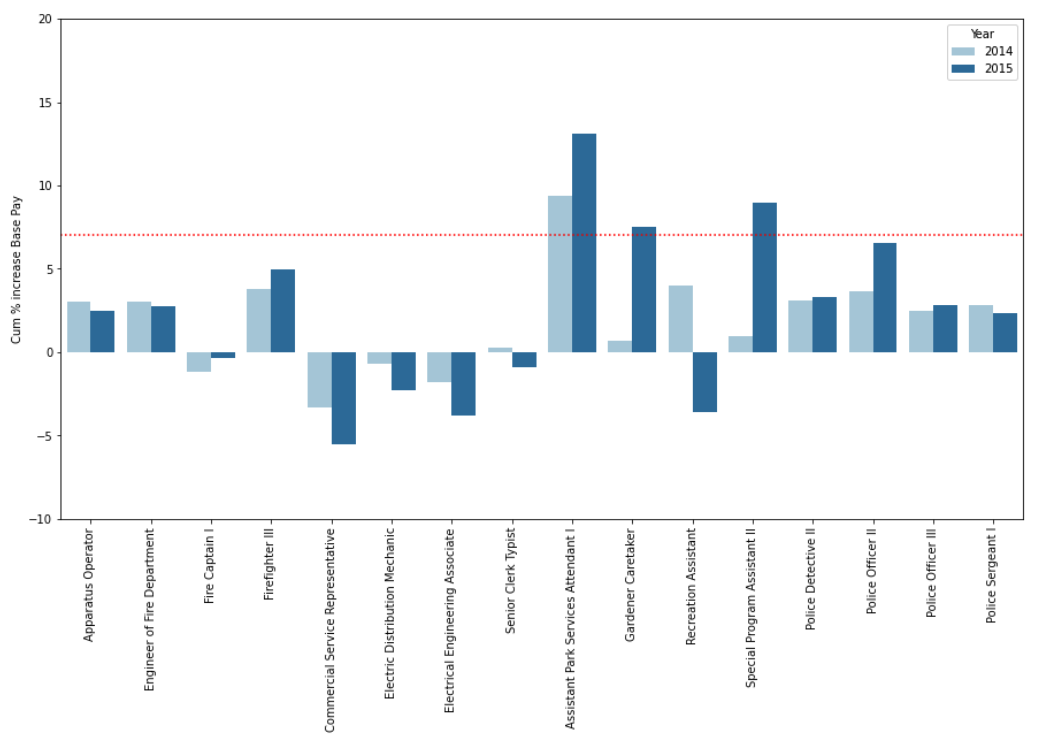 20
15
10
5
0
−5
−10
Cum % increase Base Pay
Year
2014
2015
Apparatus Operator
Engineer of Fire Department
Fire Captain I
Firefighter III
Commercial Service Representative
Electric Distribution Mechanic
Electrical Engineering Associate
Senior Clerk Typist
Assistant Park Services Attendant I
Gardener Caretaker
Recreation Assistant
Special Program Assistant II
Police Detective II
Police Officer II
Police Officer III
Police Sergeant I